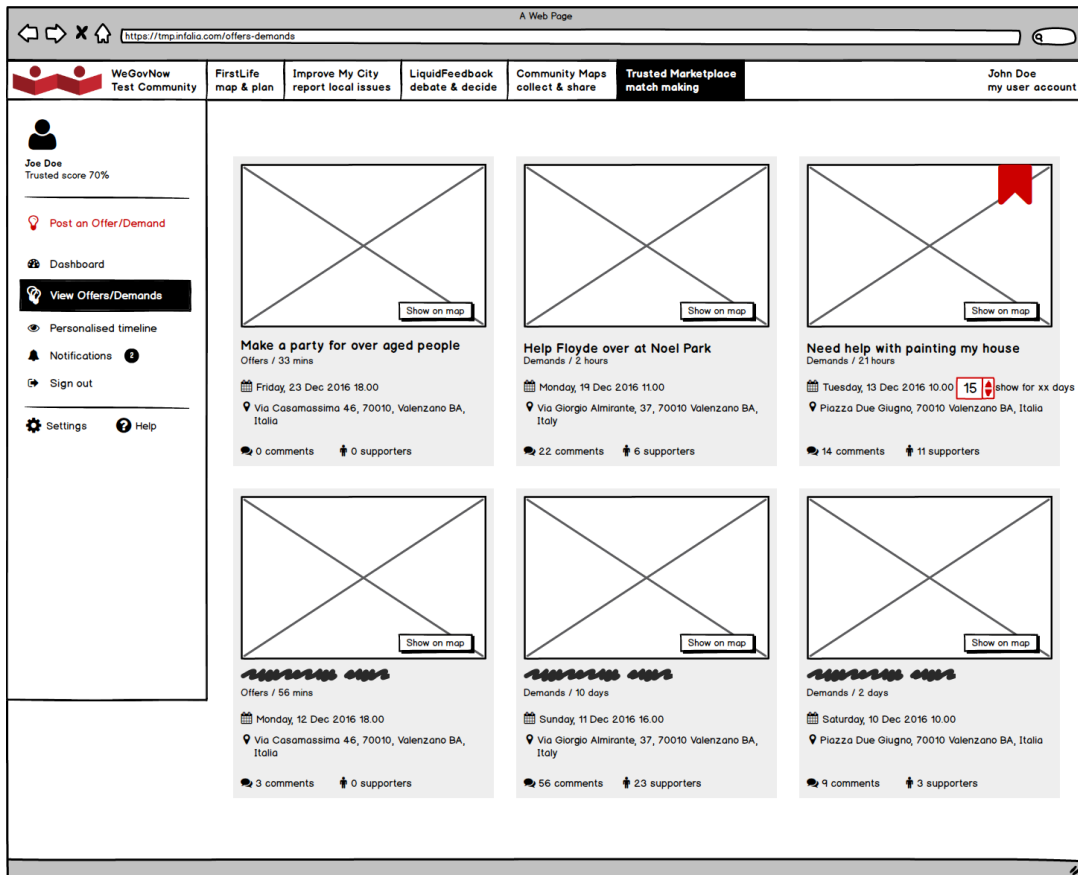 A Web Page
https://tmp.infalia.com/offers-demands
WeGovNow
Test Community
FirstLife
map & plan
Improve My City
report local issues
LiquidFeedback
debate & decide
Community Maps
collect & share
Trusted Marketplace
match making
John Doe
my user account
Joe Doe
Trusted score 70%
Post an Offer/Demand
Dashboard
View Offers/Demands
Personalised timeline
Notifications 2
Sign out
Settings
Help
Show on map
Make a party for over aged people
Offers / 33 mins
Friday, 23 Dec 2016 18.00
Via Casamassima 46, 70010, Valenzano BA,
Italia
0 comments
0 supporters
Show on map
Help Floyde over at Noel Park
Demands / 2 hours
Monday, 19 Dec 2016 11.00
Via Giorgio Almirante, 37, 70010 Valenzano BA,
Italy
22 comments
6 supporters
Show on map
Need help with painting my house
Demands / 21 hours
Tuesday, 13 Dec 2016 10.00 15 show for xx days
Piazza Due Giugno, 70010 Valenzano BA, Italia
14 comments
11 supporters
Show on map
Offers / 56 mins
Monday, 12 Dec 2016 18.00
Via Casamassima 46, 70010, Valenzano BA,
Italia
3 comments
0 supporters
Show on map
Demands / 10 days
Sunday, 11 Dec 2016 16.00
Via Giorgio Almirante, 37, 70010 Valenzano BA,
Italy
56 comments
23 supporters
Show on map
Demands / 2 days
Saturday, 10 Dec 2016 10.00
Piazza Due Giugno, 70010 Valenzano BA, Italia
9 comments
3 supporters